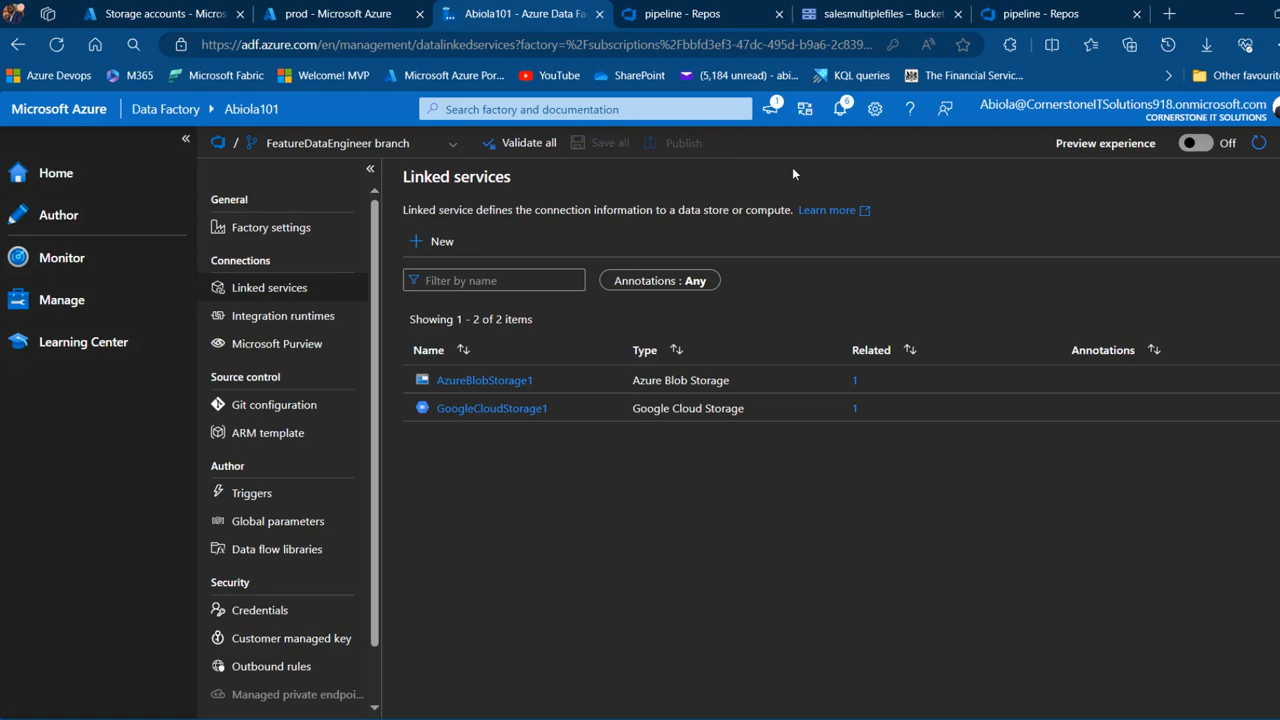 Storage accounts - Micros
prod - Microsoft Azure
Abiola101 - Azure Data Fa
pipeline - Repos
salesmultiplefiles – Bucket
pipeline - Repos
https://adf.azure.com/en/management/datalinkedservices?factory=%2Fsubscriptions%2Fbbfd3ef3-47dc-495d-b9a6-2c839...
Azure Devops
M365
Microsoft Fabric
Welcome! MVP
Microsoft Azure Por...
YouTube
SharePoint
(5,184 unread) - abi...
KQL queries
The Financial Servic...
Other favourit
Microsoft Azure
Data Factory
Abiola101
Search factory and documentation
1
6
Abiola@CornerstoneITSolutions918.onmicrosoft.com
CORNERSTONE IT SOLUTIONS
/ FeatureDataEngineer branch
Validate all
Save all
Publish
Preview experience
Off
Home
Author
Monitor
Manage
Learning Center
General
Factory settings
Connections
Linked services
Integration runtimes
Microsoft Purview
Source control
Git configuration
ARM template
Author
Triggers
Global parameters
Data flow libraries
Security
Credentials
Customer managed key
Outbound rules
Managed private endpoi...
Linked services
Linked service defines the connection information to a data store or compute. Learn more
New
Filter by name
Annotations : Any
Showing 1 - 2 of 2 items
Name Type Related Annotations
AzureBlobStorage1 Azure Blob Storage 1
GoogleCloudStorage1 Google Cloud Storage 1